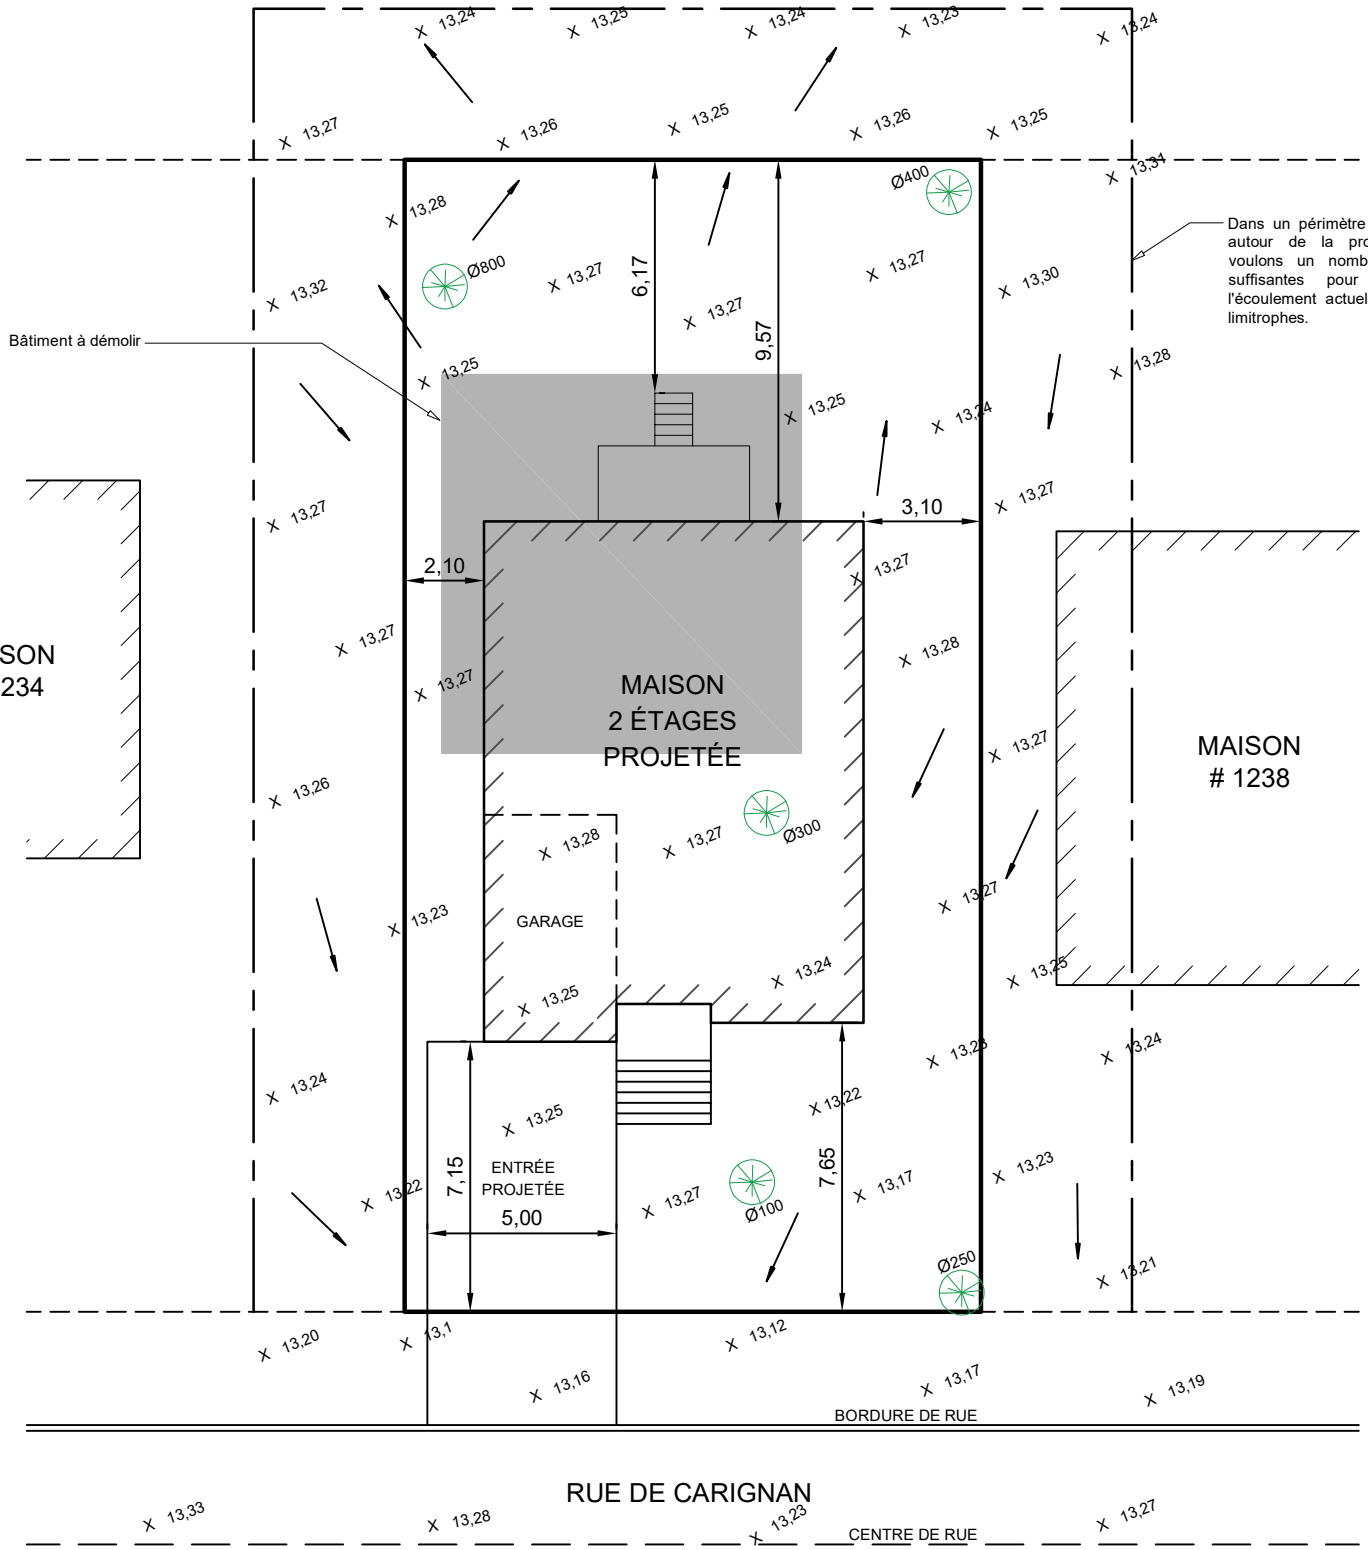 X 13,24
X 13,25
X 13,24
X 13,23
X 13,24
X 13,27
X 13,26
X 13,25
X 13,26
X 13,25
X 13,31
Ø400
X 13,28
Dans un périmètre
autour de la
voulons un
suffisantes pour
l'écoulement actuel
limitrophes.
Ø800
X 13,27
6,17
X 13,27
X 13,30
X 13,32
X 13,27
9,57
Bâtiment à démolir
X 13,25
X 13,28
X 13,25
X 13,24
X 13,27
X 13,27
3,10
2,10
X 13,27
X 13,27
X 13,28
234
X 13,27
MAISON
2 ÉTAGES
PROJETÉE
X 13,27
MAISON
# 1238
X 13,26
X 13,28
X 13,27
Ø300
X 13,23
GARAGE
X 13,27
X 13,25
X 13,24
X 13,25
X 13,24
X 13,25
X 13,22
X 13,23
X 13,24
7,15
ENTRÉE
PROJETÉE
5,00
X 13,22
X 13,27
Ø100
7,65
X 13,17
X 13,23
Ø250
X 13,21
X 13,20
X 13,1
X 13,12
X 13,16
X 13,17
X 13,19
BORDURE DE RUE
RUE DE CARIGNAN
X 13,33
X 13,28
X 13,23
CENTRE DE RUE
X 13,27